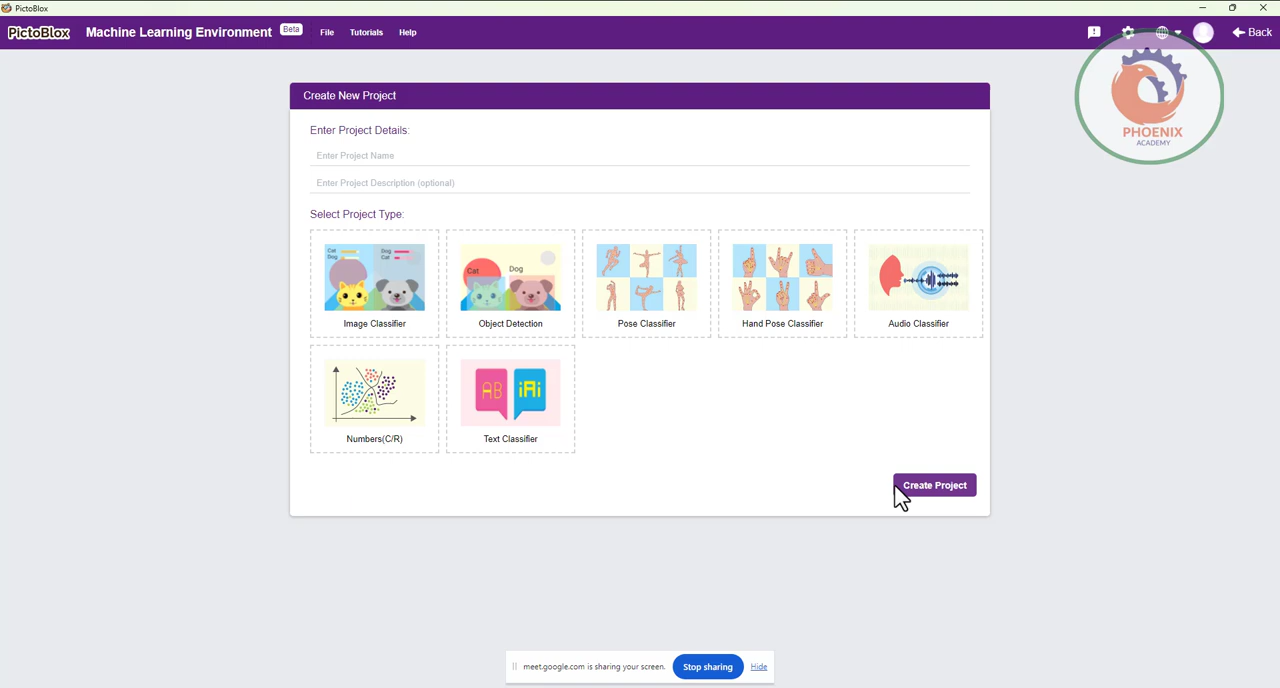 PictoBlox
PictoBlox Machine Learning Environment Beta File Tutorials Help Back
PHOENIX
ACADEMY
Create New Project
Enter Project Details:
Enter Project Name
Enter Project Description (optional)
Select Project Type:
Cat
Dog
Dog
Cat
Image Classifier
Cat
Dog
Object Detection
Pose Classifier
Hand Pose Classifier
Audio Classifier
Numbers(C/R)
AB
Text Classifier
Create Project
meet.google.com is sharing your screen. Stop sharing Hide